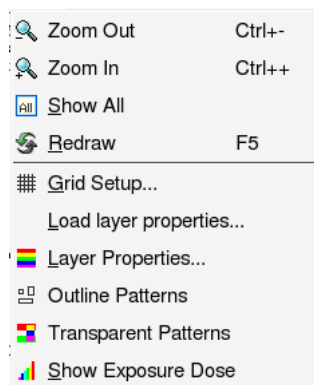 Zoom Out Ctrl+-
Zoom In Ctrl++
All Show All
Redraw F5
Grid Setup...
Load layer properties...
Layer Properties...
Outline Patterns
Transparent Patterns
Show Exposure Dose